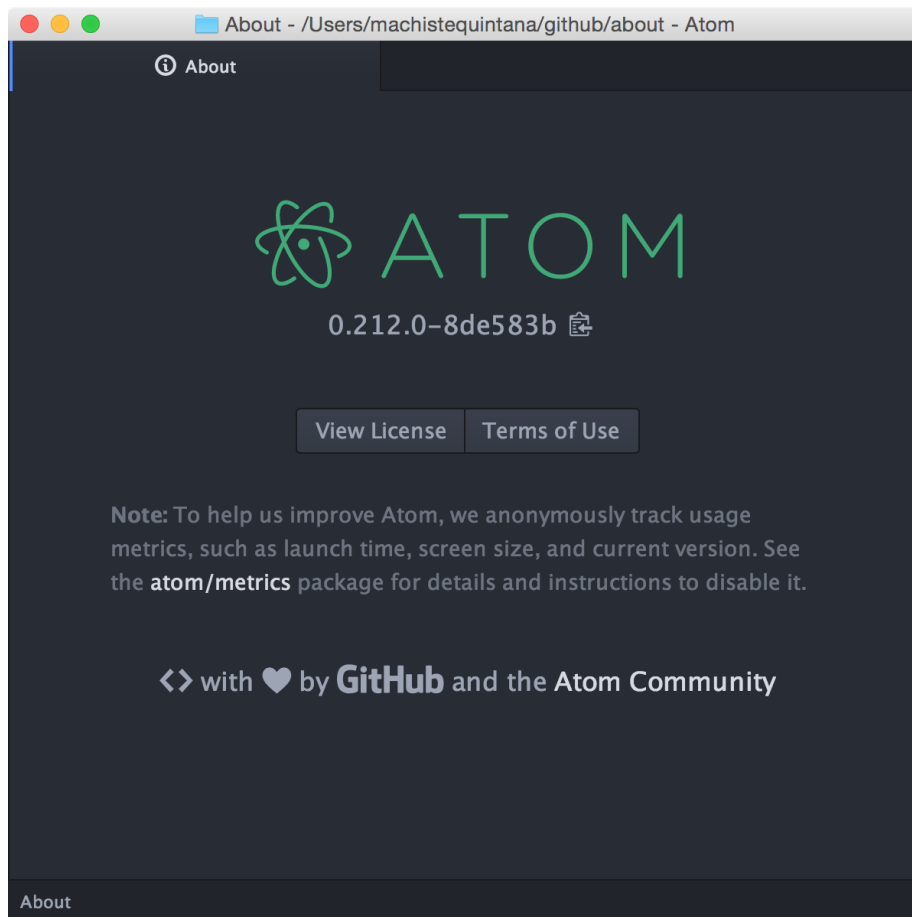 About - /Users/machistequintana/github/about - Atom
About
ATOM
0.212.0-8de583b
View License Terms of Use
Note: To help us improve Atom, we anonymously track usage
metrics, such as launch time, screen size, and current version. See
the atom/metrics package for details and instructions to disable it.
<> with ♥ by GitHub and the Atom Community
About